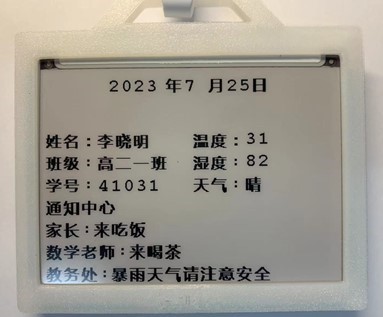 2023 年7 月25日
姓名：李晓明 温度：31
班级：高二一班 湿度：82
学号：41031 天气：晴
通知中心
家长：来吃饭
数学老师：来喝茶
教务处：暴雨天气请注意安全